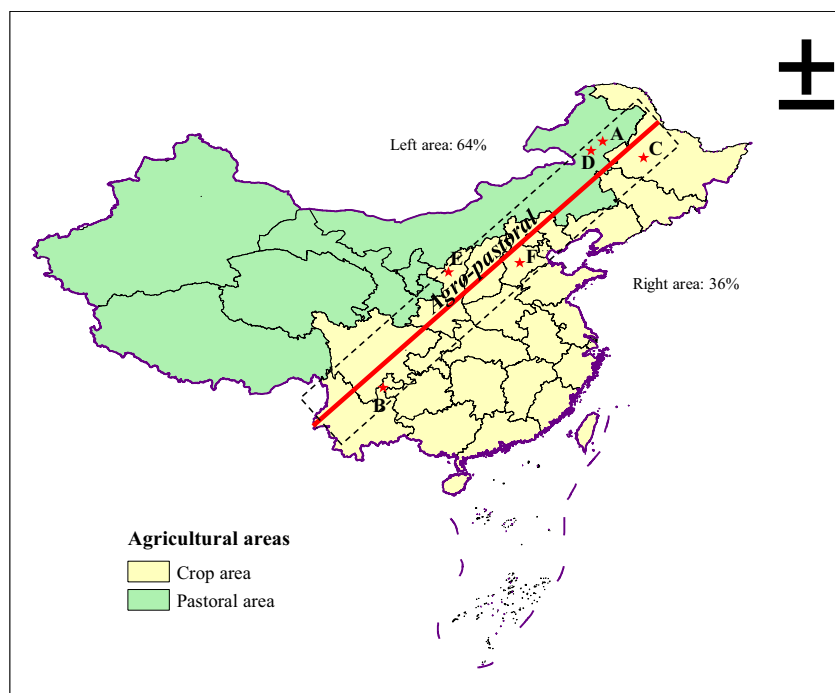 Left area: 64%
A
D
C
Agro-pastoral
E
F
Right area: 36%
B
Agricultural areas
Crop area
Pastoral area